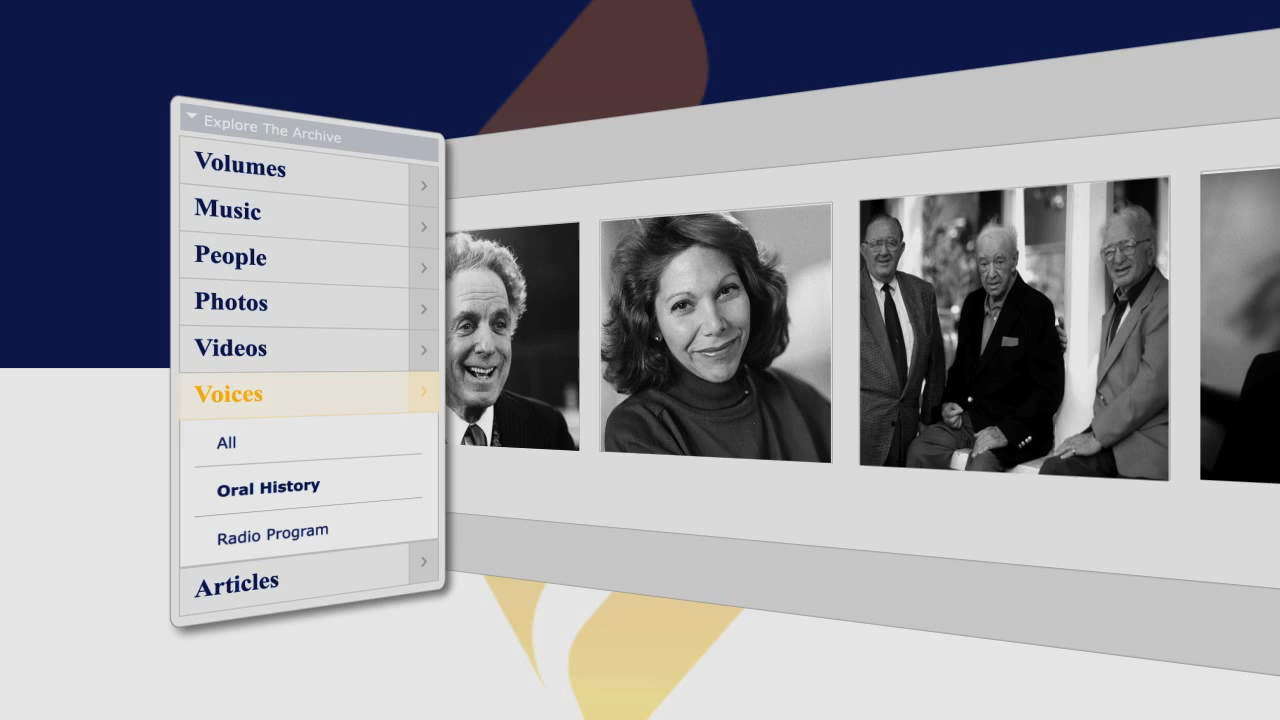 Explore The Archive
Volumes
Music
People
Photos
Videos
Voices
All
Oral History
Radio Program
Articles